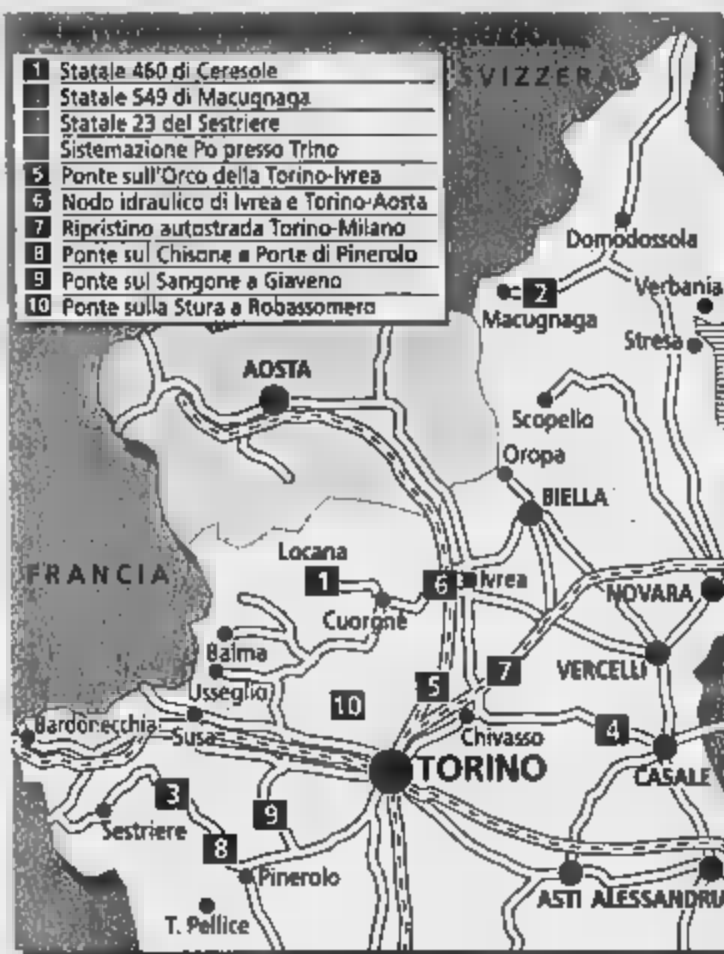 1 Statale 460 di Ceresole
Statale 549 di Macugnaga
Statale 23 del Sestriere
Sistemazione Po presso Trino
5 Ponte sull'Orco della Torino-Ivrea
6 Nodo idraulico di Ivrea e Torino-Aosta
7 Ripristino autostrada Torino-Milano
8 Ponte sul Chisone a Porte di Pinerolo
9 Ponte sul Sangone a Giaveno
10 Ponte sulla Stura a Robassomero
SVIZZERA
Domodossola
2
Verbania
Macugnaga
Stresa
AOSTA
Scopello
Oropa
BIELLA
Locana
FRANCIA
1
6
Ivrea
NOVARA
Cuorgnè
Balma
VERCELLI
7
Usseglio
5
10
Bardonecchia
Susa
Chivasso
4
TORINO
CASALE
3
9
Sestriere
8
Pinerolo
ASTI
ALESSANDRIA
T. Pellice